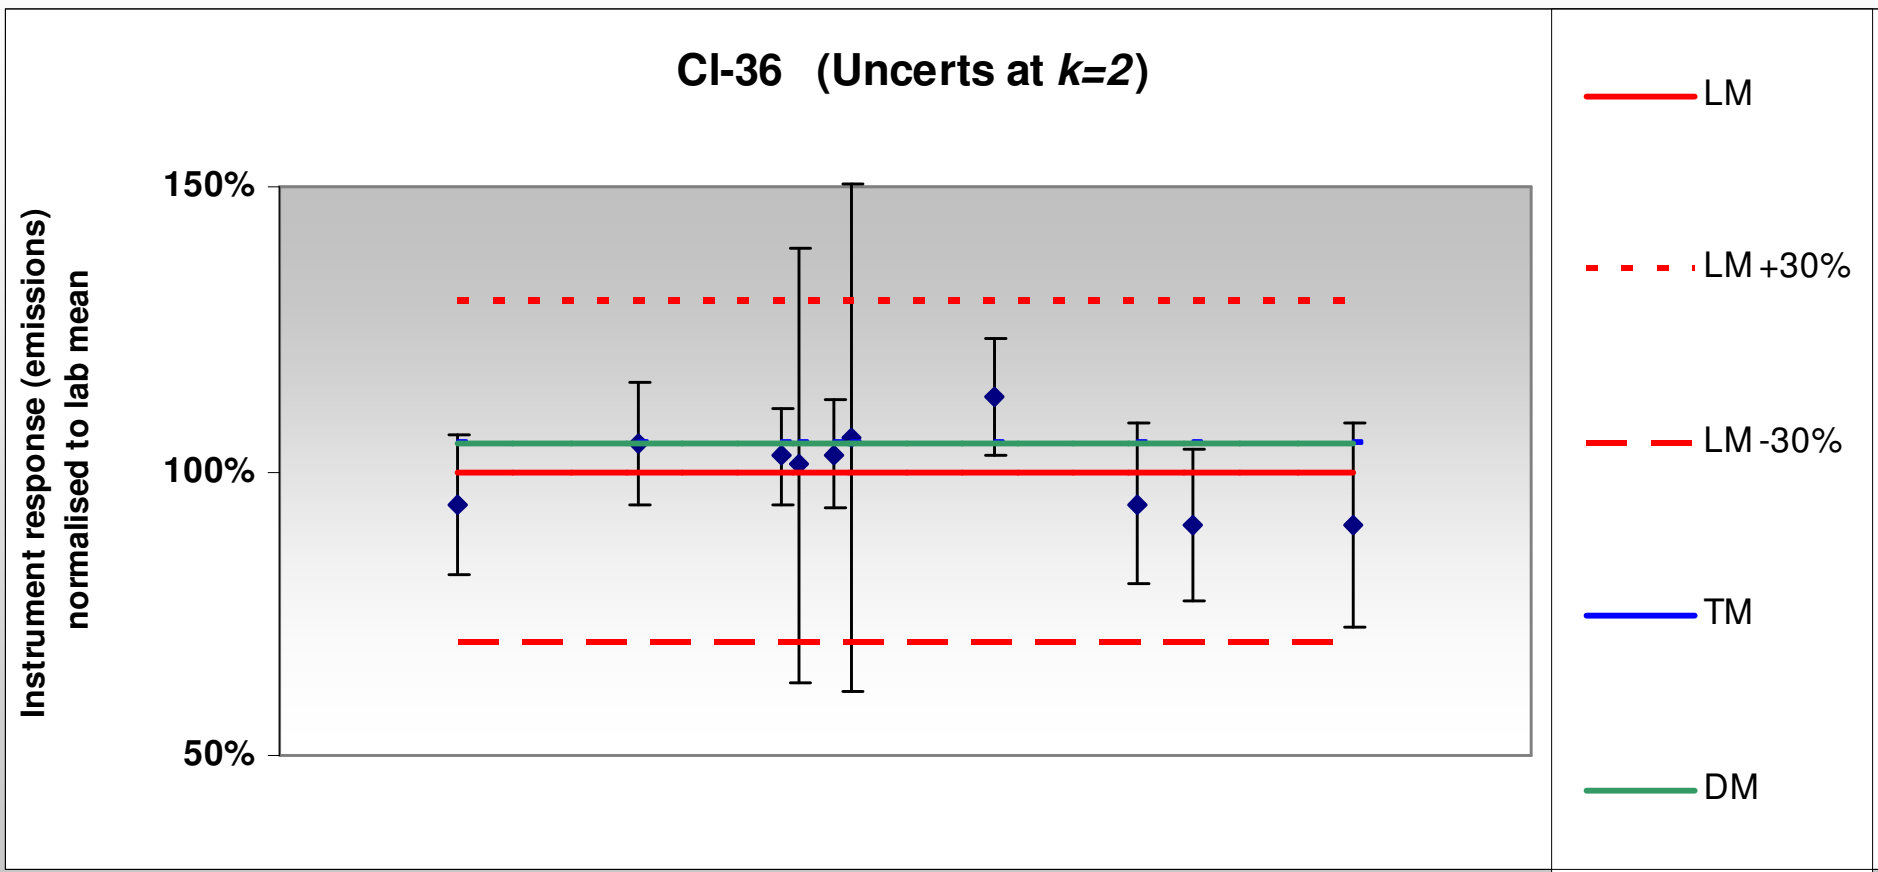 Cl-36 (Uncerts at k=2)
Instrument response (emissions)
normalised to lab mean
150%
100%
50%
LM
LM +30%
LM -30%
TM
DM